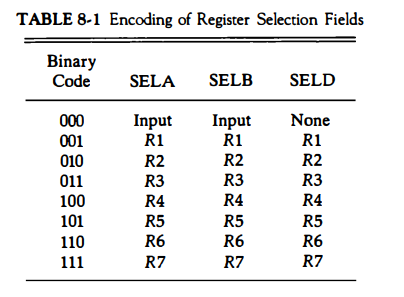 TABLE 8-1 Encoding of Register Selection Fields
Binary
Code SELA SELB SELD
000 Input Input None
001 R1 R1 R1
010 R2 R2 R2
011 R3 R3 R3
100 R4 R4 R4
101 R5 R5 R5
110 R6 R6 R6
111 R7 R7 R7